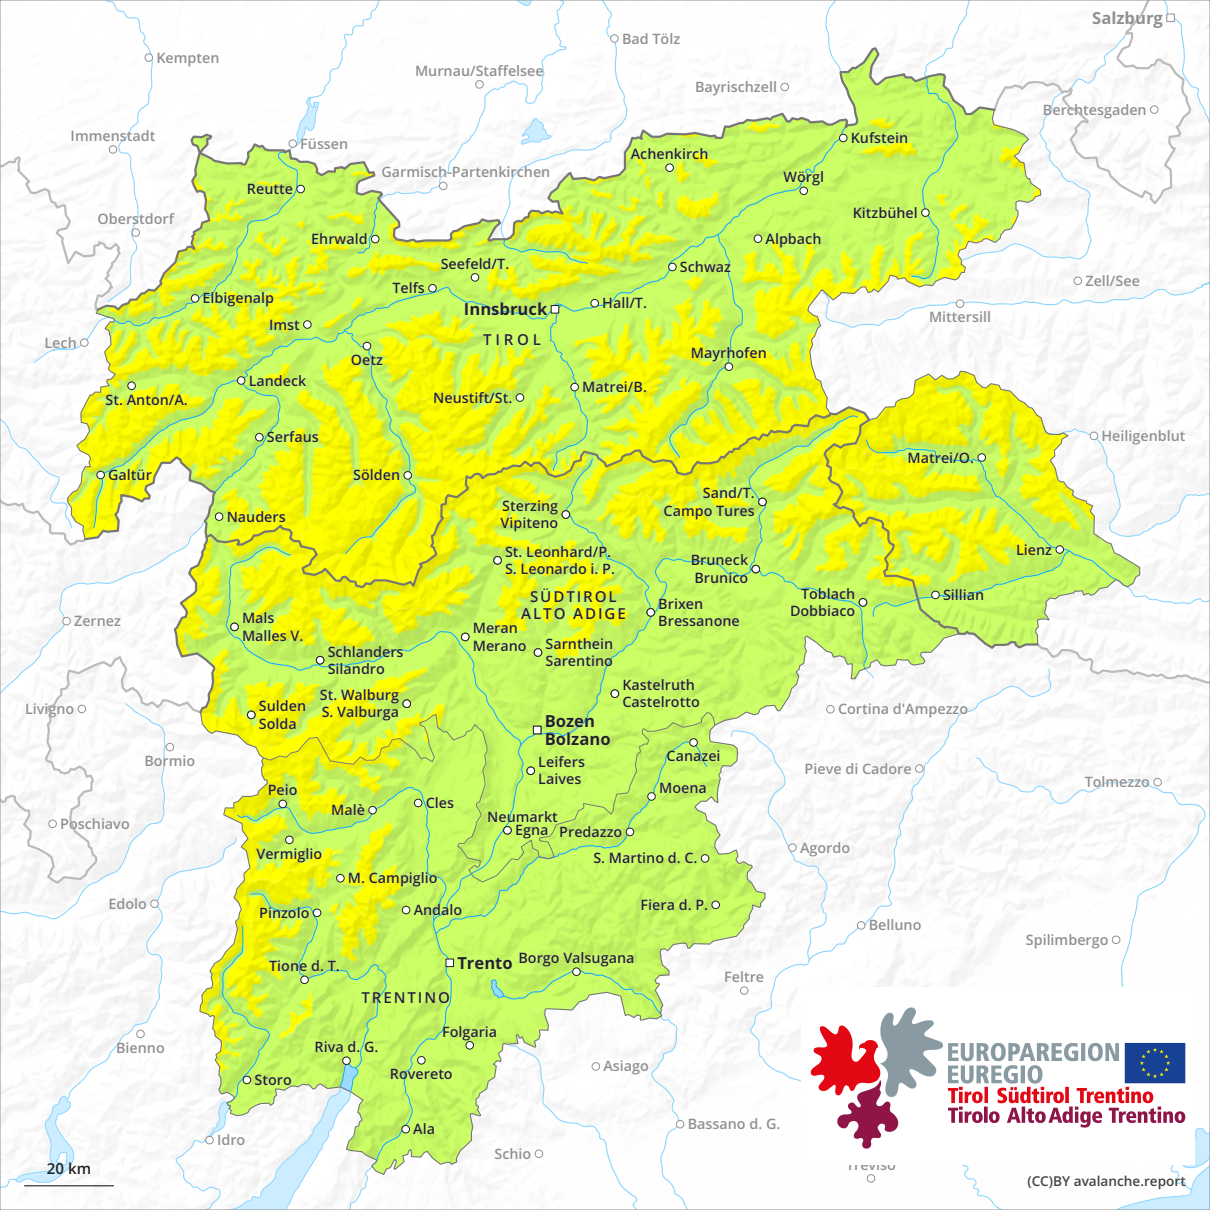 Salzburg
Bad Tölz
Kempten
Murnau/Staffelsee
Bayrischzell
Berchtesgaden
Immenstadt
Füssen
Kufstein
Achenkirch
Garmisch-Partenkirchen
Wörgl
Reutte
Oberstdorf
Kitzbühel
Ehrwald
Alpbach
Seefeld/T.
Schwaz
Zell/See
Telfs
Elbigenalp
Hall/T.
Innsbruck
Mittersill
Imst
TIROL
Lech
Oetz
Mayrhofen
Landeck
Matrei/B.
St. Anton/A.
Neustift/St.
Serfaus
Heiligenblut
Matrei/O.
Galtür
Sölden
Sand/T.
Campo Tures
Sterzing
Vipiteno
Nauders
Lienz
St. Leonhard/P.
S. Leonardo i. P.
Bruneck
Brunico
SÜDTIROL
ALTO ADIGE
Toblach
Dobbiaco
Sillian
Brixen
Bressanone
Zernez
Mals
Malles V.
Meran
Merano
Sarnthein
Sarentino
Schlanders
Silandro
Kastelruth
Castelrotto
St. Walburg
S. Valburga
Livigno
Sulden
Solda
Cortina d'Ampezzo
Bozen
Bolzano
Bormio
Canazei
Leifers
Laives
Pieve di Cadore
Tolmezzo
Peio
Moena
Malè
Cles
Neumarkt
Egna
Predazzo
Poschiavo
Vermiglio
Agordo
S. Martino d. C.
M. Campiglio
Edolo
Pinzolo
Andalo
Fiera d. P.
Belluno
Spilimbergo
Trento
Borgo Valsugana
Tione d. T.
Feltre
TRENTINO
Folgaria
Bienno
Riva d. G.
Rovereto
Asiago
Storo
EUROPAREGION
EUREGIO
Tirol Südtirol Trentino
Tirolo Alto Adige Trentino
Ala
Bassano d. G.
Idro
Schio
Treviso
20 km
(CC)BY avalanche.report